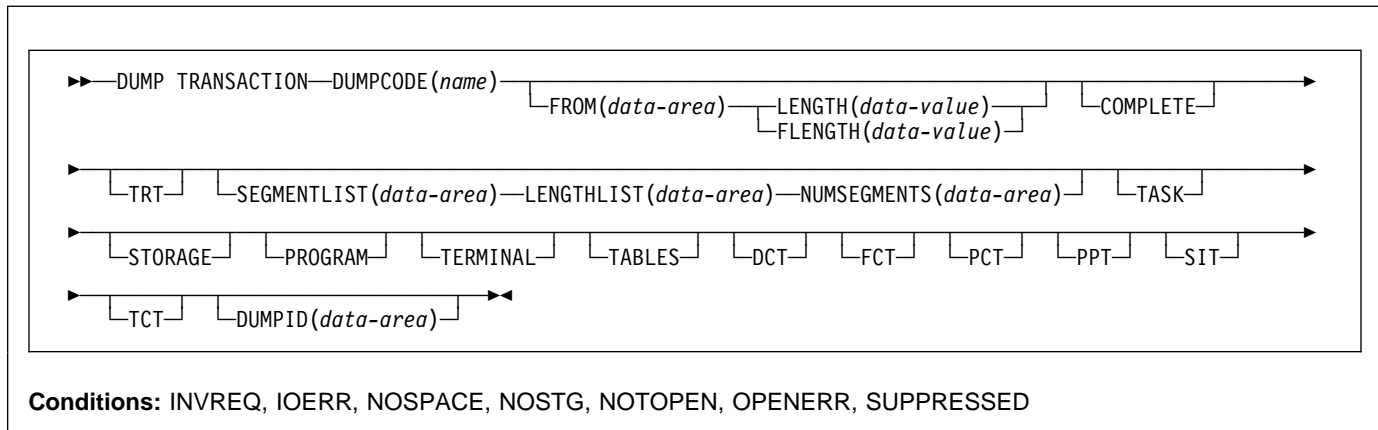 DUMP TRANSACTION DUMPCODE(name)
FROM(data-area) LENGTH(data-value) COMPLETE
FLENGTH(data-value)
TRT SEGMENTLIST(data-area) LENGTHLIST(data-area) NUMSEGMENTS(data-area) TASK
STORAGE PROGRAM TERMINAL TABLES DCT FCT PCT PPT SIT
TCT DUMPID(data-area)
Conditions: INVREQ, IOERR, NOSPACE, NOSTG, NOTOPEN, OPENERR, SUPPRESSED